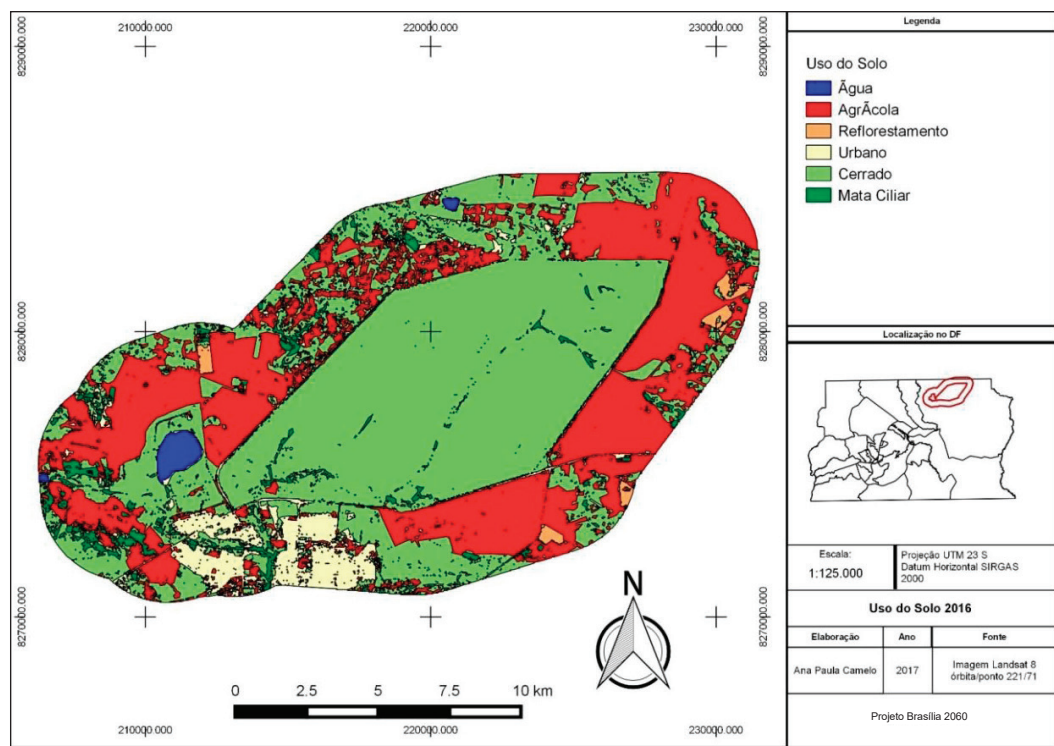 210000.000
220000.000
230000.000
8290000.000
8290000.000
8280000.000
8280000.000
8270000.000
8270000.000
N
0 2.5 5 7.5 10 km
210000.000
220000.000
230000.000
Legenda
Uso do Solo
Ãgua
AgrÃcola
Reflorestamento
Urbano
Cerrado
Mata Ciliar
Localização no DF
Escala:
1:125.000
Projeção UTM 23 S
Datum Horizontal SIRGAS
2000
Uso do Solo 2016
Elaboração
Ano
Fonte
Ana Paula Camelo
2017
Imagem Landsat 8
órbita/ponto 221/71
Projeto Brasília 2060